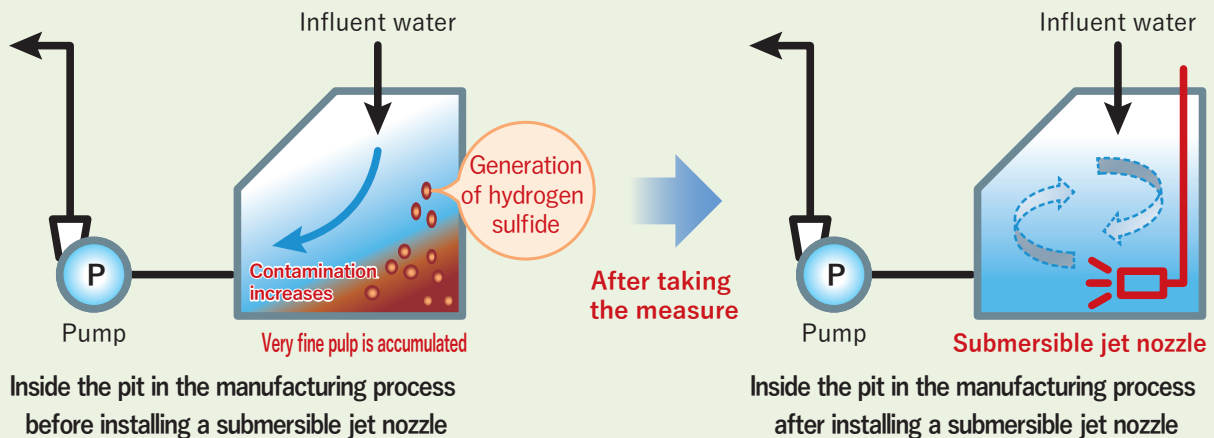 Influent water
Generation
of hydrogen
sulfide
Contamination
increases
P
Pump
Very fine pulp is accumulated
Inside the pit in the manufacturing process
before installing a submersible jet nozzle
After taking
the measure
Influent water
P
Pump
Submersible jet nozzle
Inside the pit in the manufacturing process
after installing a submersible jet nozzle